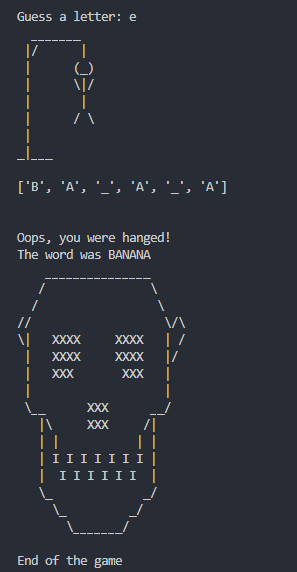 Guess a letter: e
  _______
 |/      |
 |      (_)
 |      \|/
 |       |
 |      / \
 |
_|___
['B', 'A', '_', 'A', '_', 'A']
Oops, you were hanged!
The word was BANANA
    _______________
   /               \
  /                 \
//                   \/\
\|   XXXX     XXXX   | /
 |   XXXX     XXXX   |/
 |   XXX       XXX   |
 |                   |
 \__      XXX      __/
   |\     XXX     /|
   | |           | |
   | I I I I I I I |
   |  I I I I I I  |
   \_             _/
     \_         _/
       \_______/
End of the game